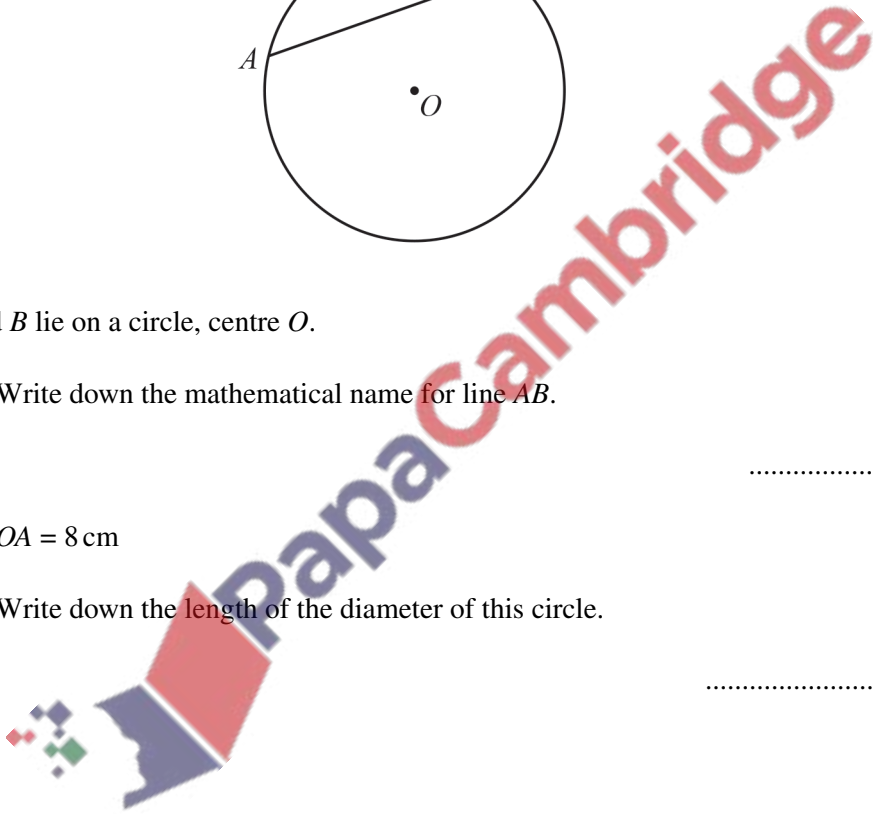 A
O
B lie on a circle, centre O.
Write down the mathematical name for line AB.
.................
OA = 8 cm
Write down the length of the diameter of this circle.
.......................
PapaCambridge